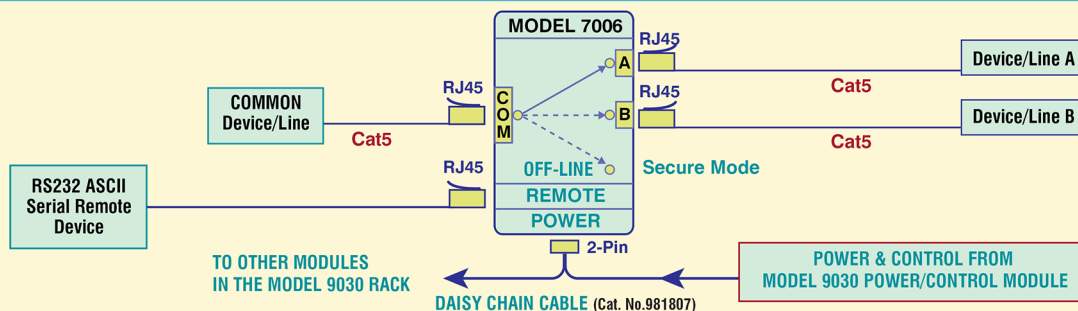 MODEL 7006
RJ45
A
Device/Line A
Cat5
RJ45
COM
COMMON
Device/Line
Cat5
RJ45
B
Device/Line B
Cat5
RJ45
OFF-LINE
Secure Mode
RS232 ASCII
Serial Remote
Device
REMOTE
POWER
2-Pin
TO OTHER MODULES
IN THE MODEL 9030 RACK
POWER & CONTROL FROM
MODEL 9030 POWER/CONTROL MODULE
DAISY CHAIN CABLE (Cat. No.981807)